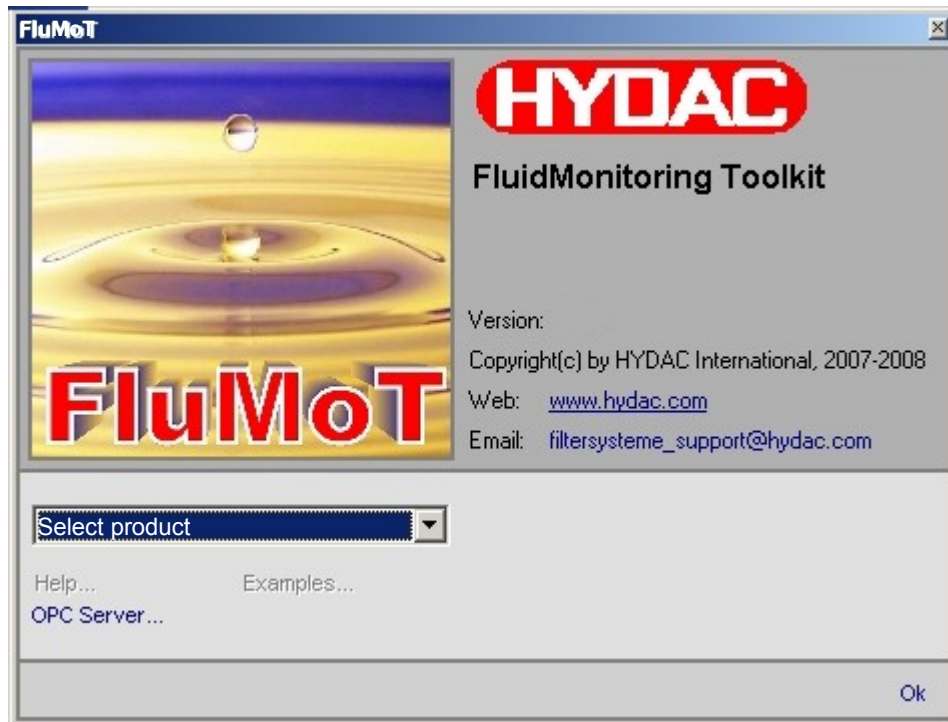 FluMoT
HYDAC
FluidMonitoring Toolkit
FluMoT
Version:
Copyright(c) by HYDAC International, 2007-2008
Web: www.hydac.com
Email: filtersysteme_support@hydac.com
Select product
Help... Examples...
OPC Server...
Ok